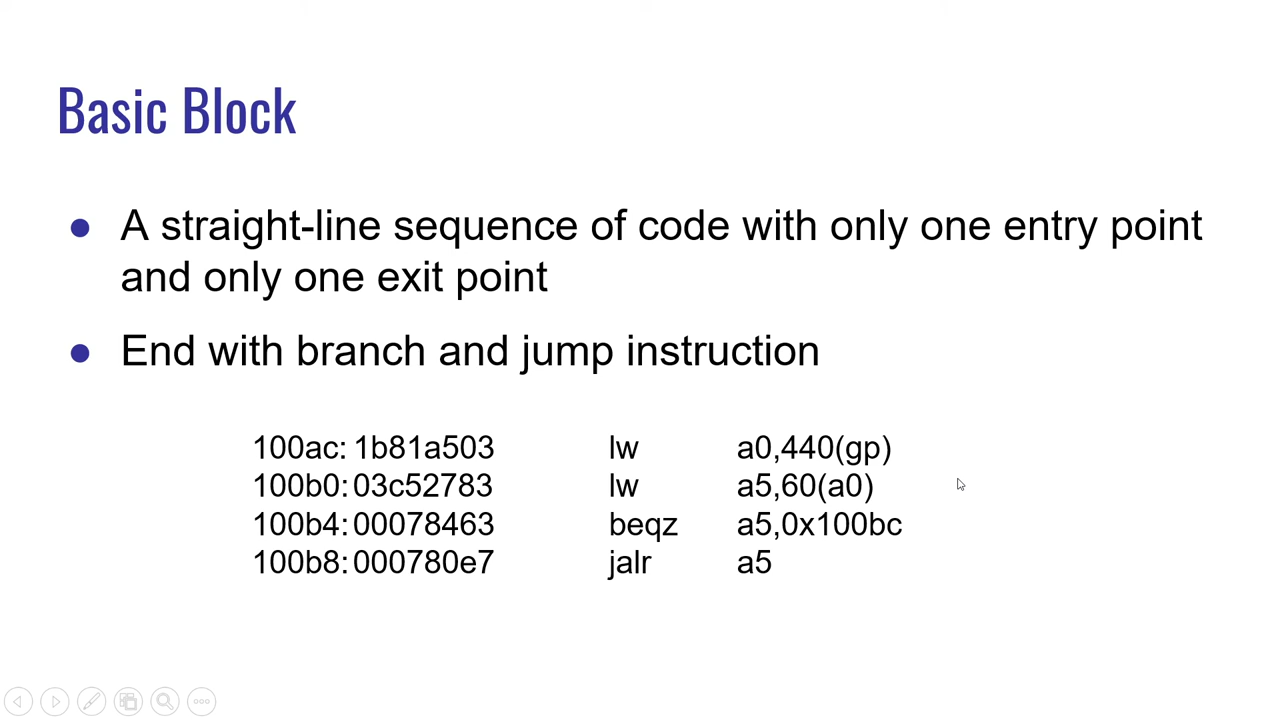 Basic Block
● A straight-line sequence of code with only one entry point
and only one exit point
● End with branch and jump instruction
100ac: 1b81a503 lw a0,440(gp)
100b0: 03c52783 lw a5,60(a0)
100b4: 00078463 beqz a5,0x100bc
100b8: 000780e7 jalr a5